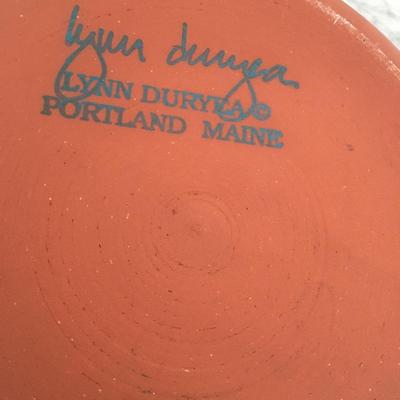 lynn duryea
LYNN DURYEA ©
PORTLAND MAINE